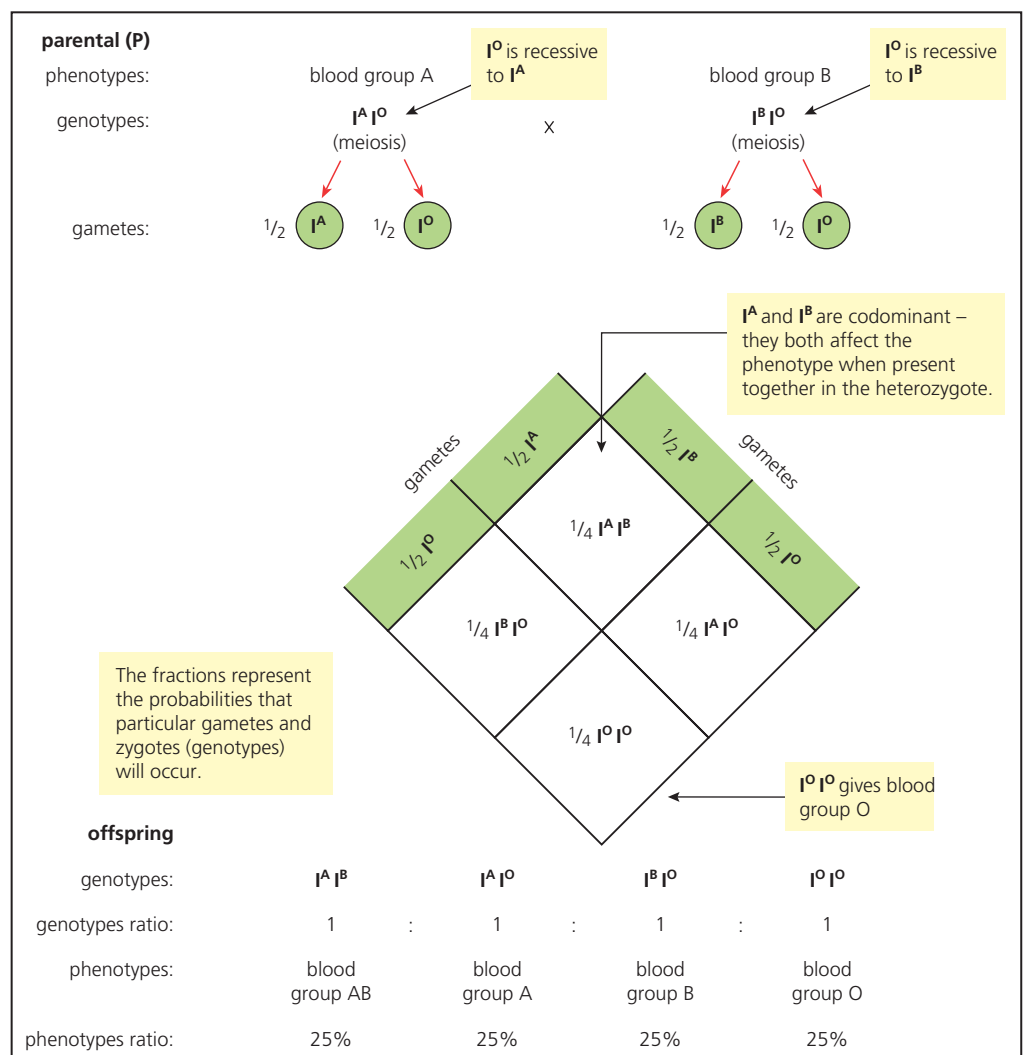 parental (P)
phenotypes: blood group A blood group B
I^O is recessive
to I^A
I^O is recessive
to I^B
genotypes: I^A I^O x I^B I^O
(meiosis) (meiosis)
gametes: 1/2 I^A 1/2 I^O 1/2 I^B 1/2 I^O
I^A and I^B are codominant –
they both affect the
phenotype when present
together in the heterozygote.
gametes gametes
1/2 I^A 1/2 I^B
1/2 I^O 1/2 I^O
1/4 I^A I^B
1/4 I^B I^O 1/4 I^A I^O
1/4 I^O I^O
The fractions represent
the probabilities that
particular gametes and
zygotes (genotypes)
will occur.
I^O I^O gives blood
group O
offspring
genotypes: I^A I^B I^A I^O I^B I^O I^O I^O
genotypes ratio: 1 : 1 : 1 : 1
phenotypes: blood blood blood blood
group AB group A group B group O
phenotypes ratio: 25% 25% 25% 25%